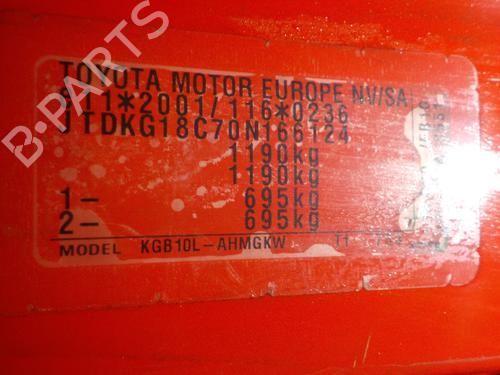 B-PARTS
TOYOTA MOTOR EUROPE NV/SA
e11*2001/116*0236
JTDKG18C70N166124
1190kg
1190kg
1- 695kg
2- 695kg
MODEL KGB10L-AHMGKW